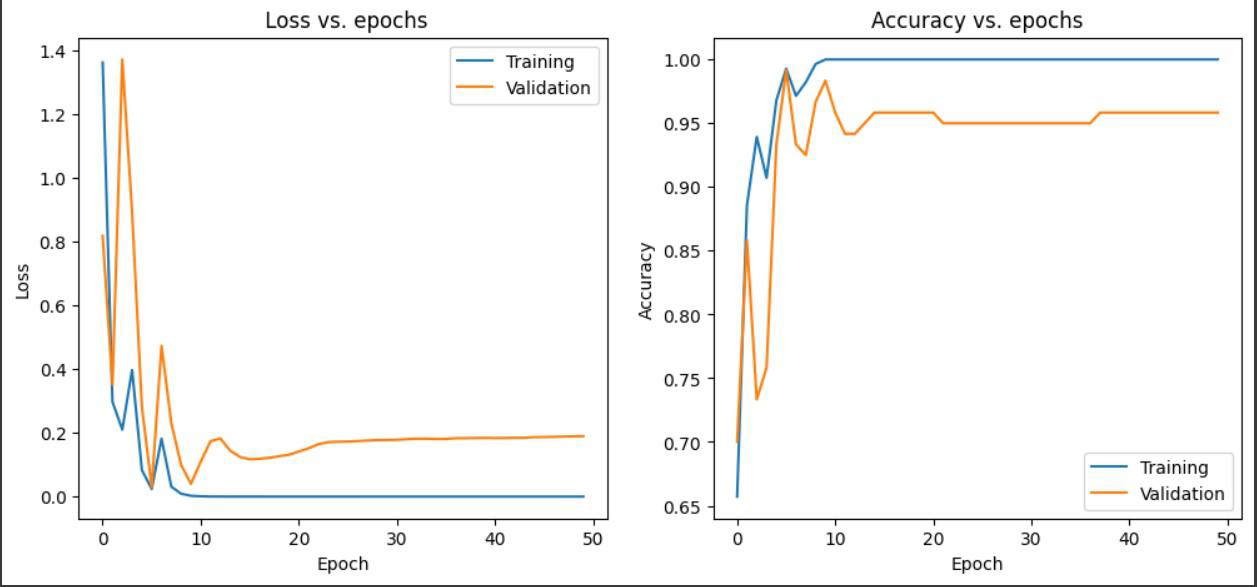 Loss vs. epochs
1.4
1.2
1.0
0.8
0.6
0.4
0.2
0.0
Loss
Training
Validation
0 10 20 30 40 50
Epoch
Accuracy vs. epochs
1.00
0.95
0.90
0.85
0.80
0.75
0.70
0.65
Accuracy
Training
Validation
0 10 20 30 40 50
Epoch